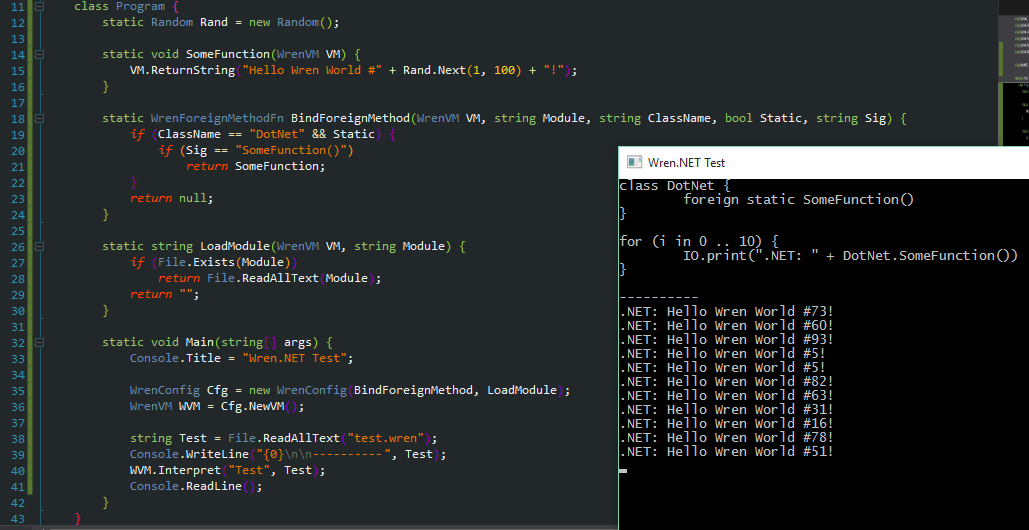 11 class Program {
12 static Random Rand = new Random();
13
14 static void SomeFunction(WrenVM VM) {
15 VM.ReturnString("Hello Wren World #" + Rand.Next(1, 100) + "!");
16 }
17
18 static WrenForeignMethodFn BindForeignMethod(WrenVM VM, string Module, string ClassName, bool Static, string Sig) {
19 if (ClassName == "DotNet" && Static) {
20 if (Sig == "SomeFunction()")
21 return SomeFunction;
22 }
23 return null;
24 }
25
26 static string LoadModule(WrenVM VM, string Module) {
27 if (File.Exists(Module))
28 return File.ReadAllText(Module);
29 return "";
30 }
31
32 static void Main(string[] args) {
33 Console.Title = "Wren.NET Test";
34
35 WrenConfig Cfg = new WrenConfig(BindForeignMethod, LoadModule);
36 WrenVM WVM = Cfg.NewVM();
37
38 string Test = File.ReadAllText("test.wren");
39 Console.WriteLine("{0}\n\n----------", Test);
40 WVM.Interpret("Test", Test);
41 Console.ReadLine();
42 }
43 }
Wren.NET Test
class DotNet {
foreign static SomeFunction()
}
for (i in 0 .. 10) {
IO.print(".NET: " + DotNet.SomeFunction())
}
----------
.NET: Hello Wren World #73!
.NET: Hello Wren World #60!
.NET: Hello Wren World #93!
.NET: Hello Wren World #5!
.NET: Hello Wren World #5!
.NET: Hello Wren World #82!
.NET: Hello Wren World #63!
.NET: Hello Wren World #31!
.NET: Hello Wren World #16!
.NET: Hello Wren World #78!
.NET: Hello Wren World #51!